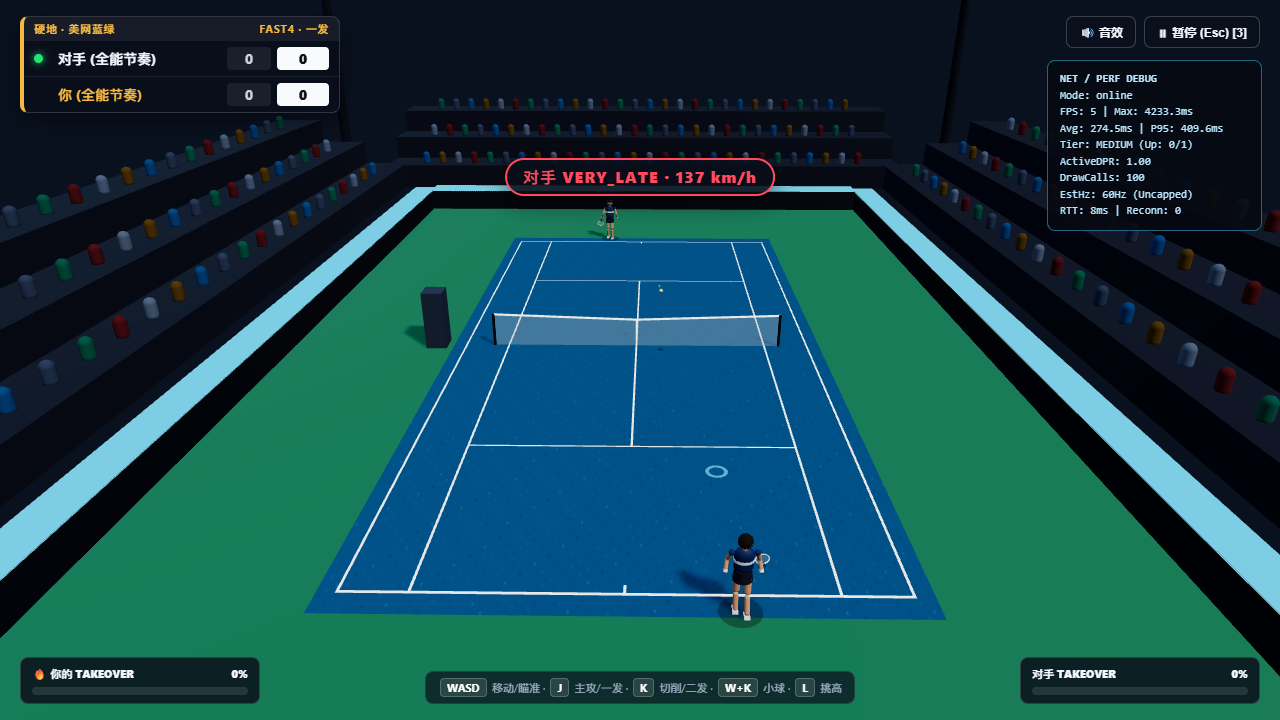 硬地 · 美网蓝绿 FAST4 · 一发
对手 (全能节奏) 0 0
你 (全能节奏) 0 0
音效
暂停 (Esc) [3]
NET / PERF DEBUG
Mode: online
FPS: 5 | Max: 4233.3ms
Avg: 274.5ms | P95: 409.6ms
Tier: MEDIUM (Up: 0/1)
ActiveDPR: 1.00
DrawCalls: 100
EstHz: 60Hz (Uncapped)
RTT: 8ms | Reconn: 0
对手 VERY_LATE · 137 km/h
你的 TAKEOVER 0%
WASD 移动/瞄准 · J 主攻/一发 · K 切削/二发 · W+K 小球 · L 挑高
对手 TAKEOVER 0%